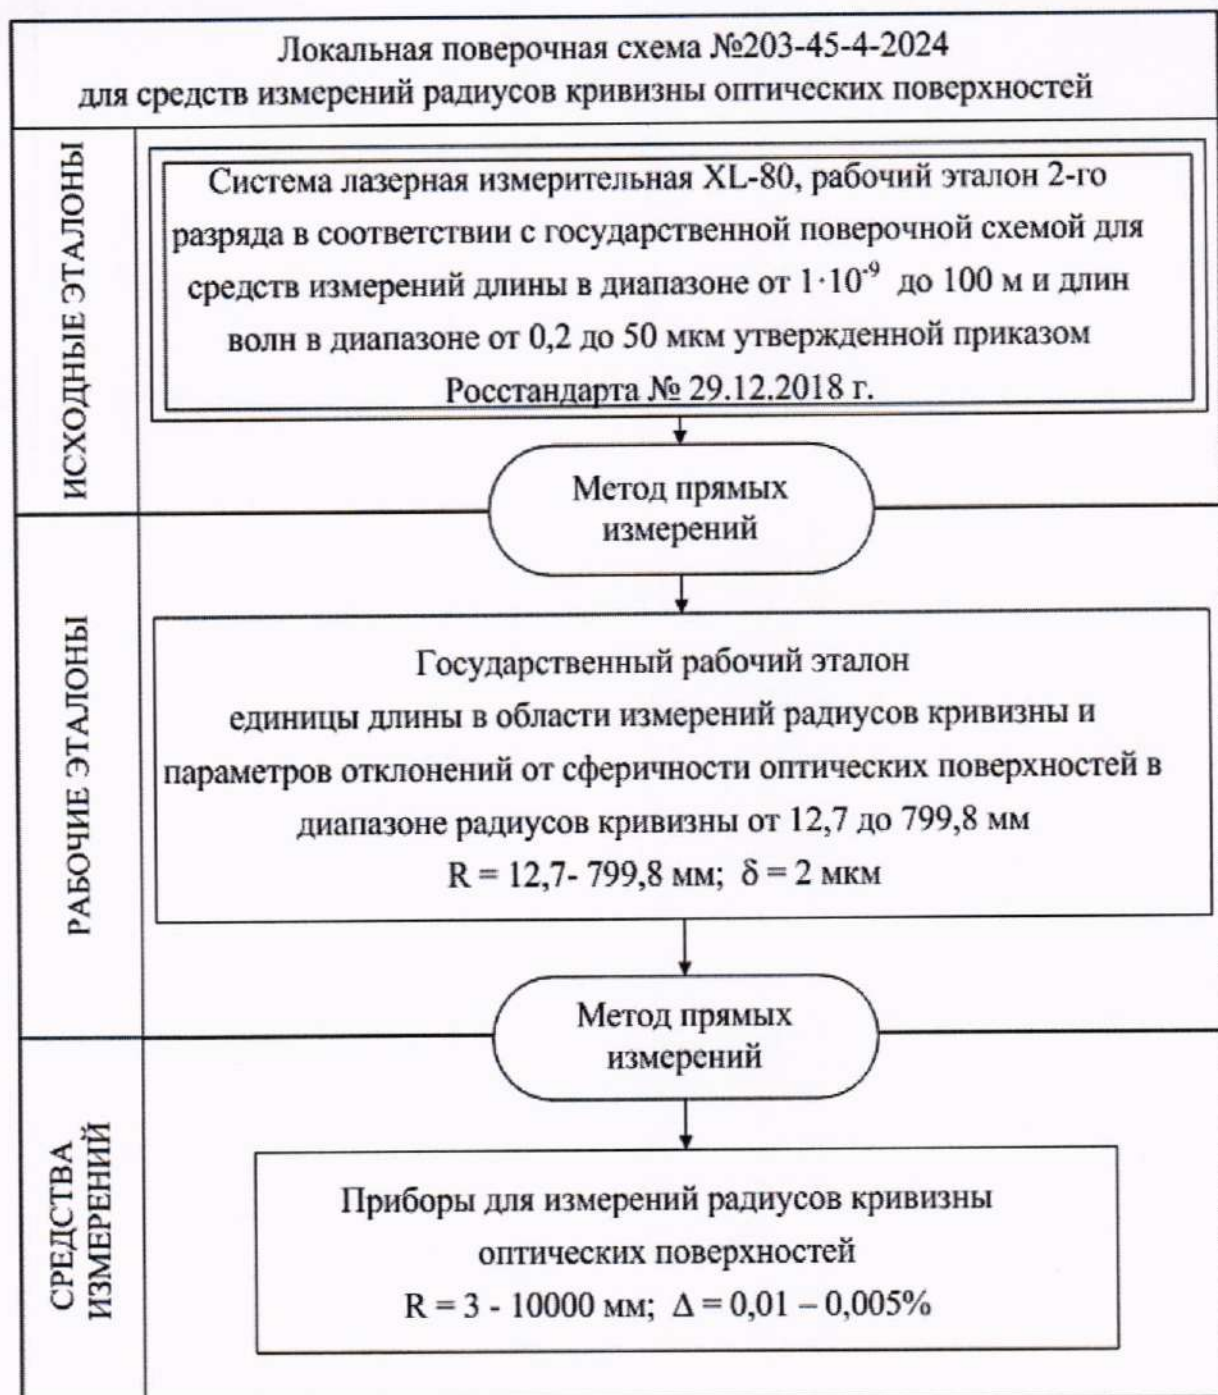 Локальная поверочная схема №203-45-4-2024
для средств измерений радиусов кривизны оптических поверхностей
ИСХОДНЫЕ ЭТАЛОНЫ
Система лазерная измерительная XL-80, рабочий эталон 2-го
разряда в соответствии с государственной поверочной схемой для
средств измерений длины в диапазоне от 1·10⁻⁹ до 100 м и длин
волн в диапазоне от 0,2 до 50 мкм утвержденной приказом
Росстандарта № 29.12.2018 г.
Метод прямых
измерений
РАБОЧИЕ ЭТАЛОНЫ
Государственный рабочий эталон
единицы длины в области измерений радиусов кривизны и
параметров отклонений от сферичности оптических поверхностей в
диапазоне радиусов кривизны от 12,7 до 799,8 мм
R = 12,7- 799,8 мм; δ = 2 мкм
Метод прямых
измерений
СРЕДСТВА
ИЗМЕРЕНИЙ
Приборы для измерений радиусов кривизны
оптических поверхностей
R = 3 - 10000 мм; Δ = 0,01 – 0,005%